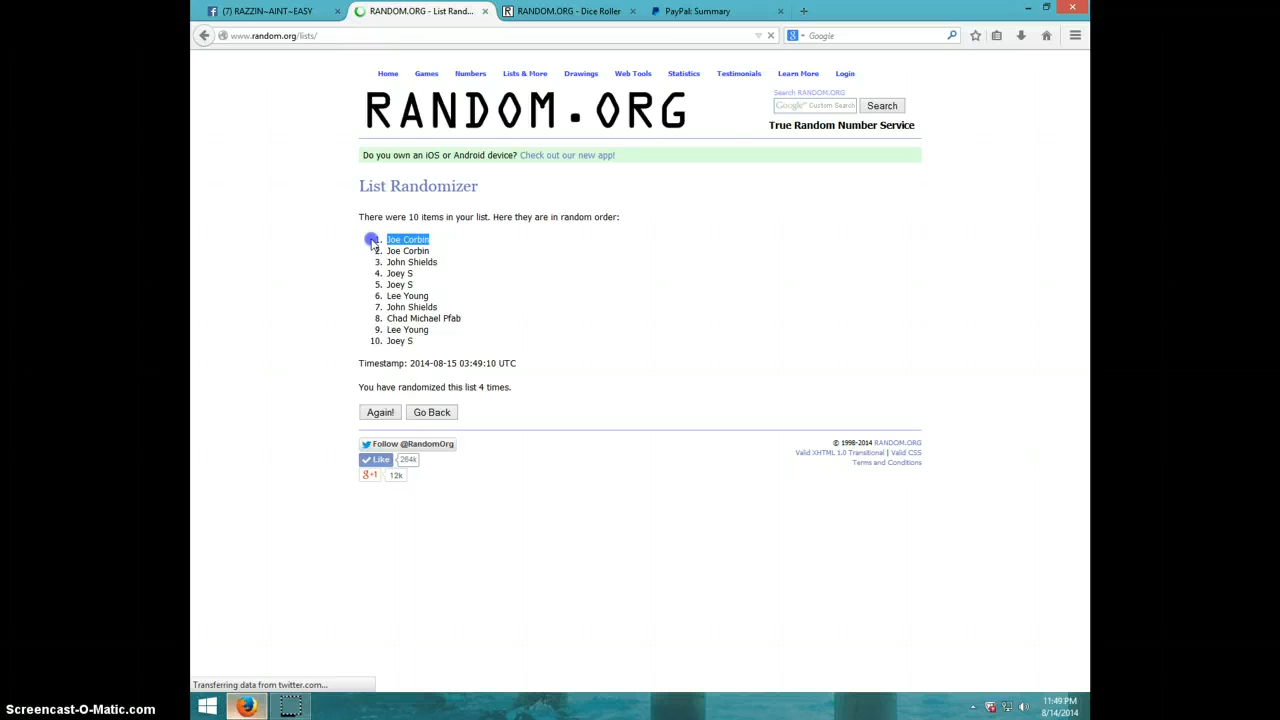 (7) RAZZIN~AINT~EASY
RANDOM.ORG - List Rand...
RANDOM.ORG - Dice Roller
PayPal: Summary
www.random.org/lists/
Google
Home Games Numbers Lists & More Drawings Web Tools Statistics Testimonials Learn More Login
RANDOM.ORG
Search RANDOM.ORG
Google™ Custom Search Search
True Random Number Service
Do you own an iOS or Android device? Check out our new app!
List Randomizer
There were 10 items in your list. Here they are in random order:
1. Joe Corbin
2. Joe Corbin
3. John Shields
4. Joey S
5. Joey S
6. Lee Young
7. John Shields
8. Chad Michael Pfab
9. Lee Young
10. Joey S
Timestamp: 2014-08-15 03:49:10 UTC
You have randomized this list 4 times.
Again! Go Back
Follow @RandomOrg
Like 264k
g+1 12k
© 1998-2014 RANDOM.ORG
Valid XHTML 1.0 Transitional | Valid CSS
Terms and Conditions
Transferring data from twitter.com...
11:49 PM
8/14/2014
Screencast-O-Matic.com